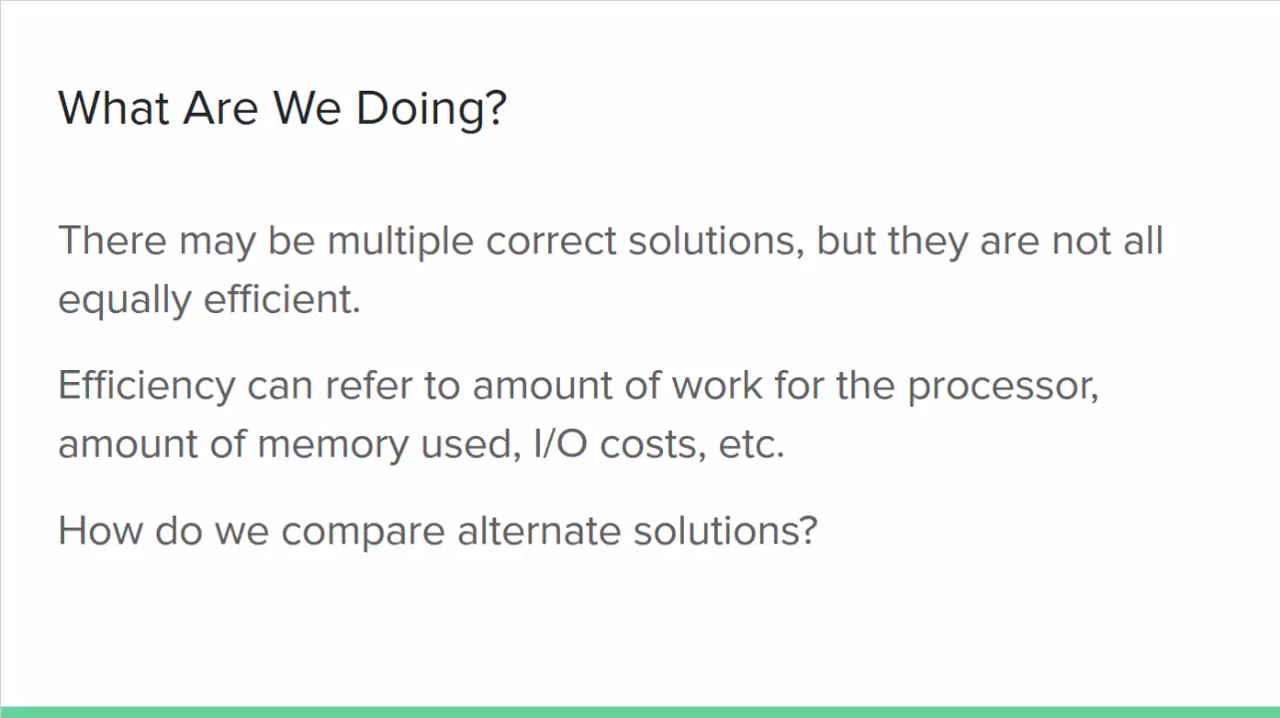 What Are We Doing?
There may be multiple correct solutions, but they are not all
equally efficient.
Efficiency can refer to amount of work for the processor,
amount of memory used, I/O costs, etc.
How do we compare alternate solutions?